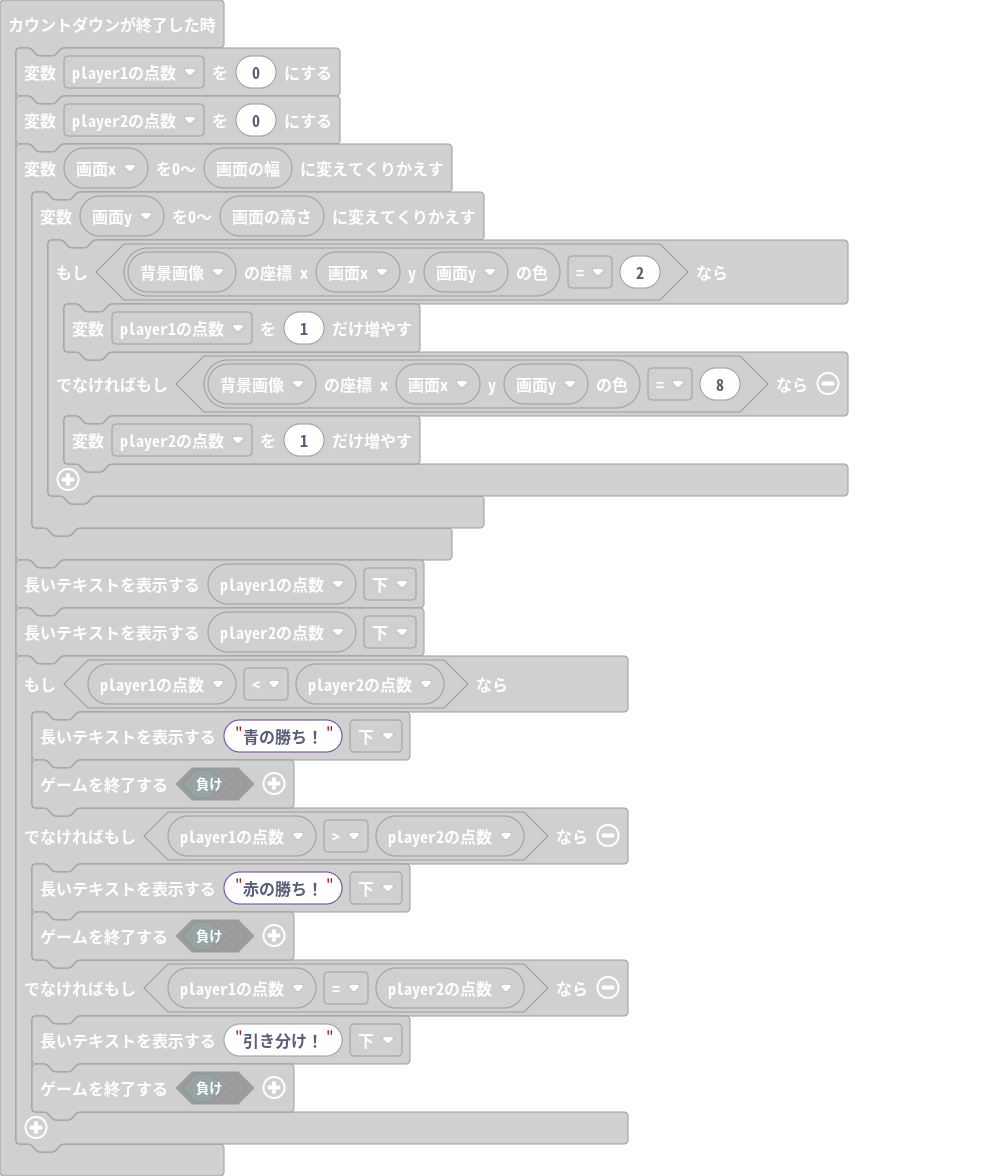 カウントダウンが終了した時
変数 player1の点数 を 0 にする
変数 player2の点数 を 0 にする
変数 画面x を0～ 画面の幅 に変えてくりかえす
変数 画面y を0～ 画面の高さ に変えてくりかえす
もし 背景画像 の座標 x 画面x y 画面y の色 = 2 なら
変数 player1の点数 を 1 だけ増やす
でなければもし 背景画像 の座標 x 画面x y 画面y の色 = 8 なら
変数 player2の点数 を 1 だけ増やす
長いテキストを表示する player1の点数 下
長いテキストを表示する player2の点数 下
もし player1の点数 < player2の点数 なら
長いテキストを表示する "青の勝ち！" 下
ゲームを終了する 負け
でなければもし player1の点数 > player2の点数 なら
長いテキストを表示する "赤の勝ち！" 下
ゲームを終了する 負け
でなければもし player1の点数 = player2の点数 なら
長いテキストを表示する "引き分け！" 下
ゲームを終了する 負け